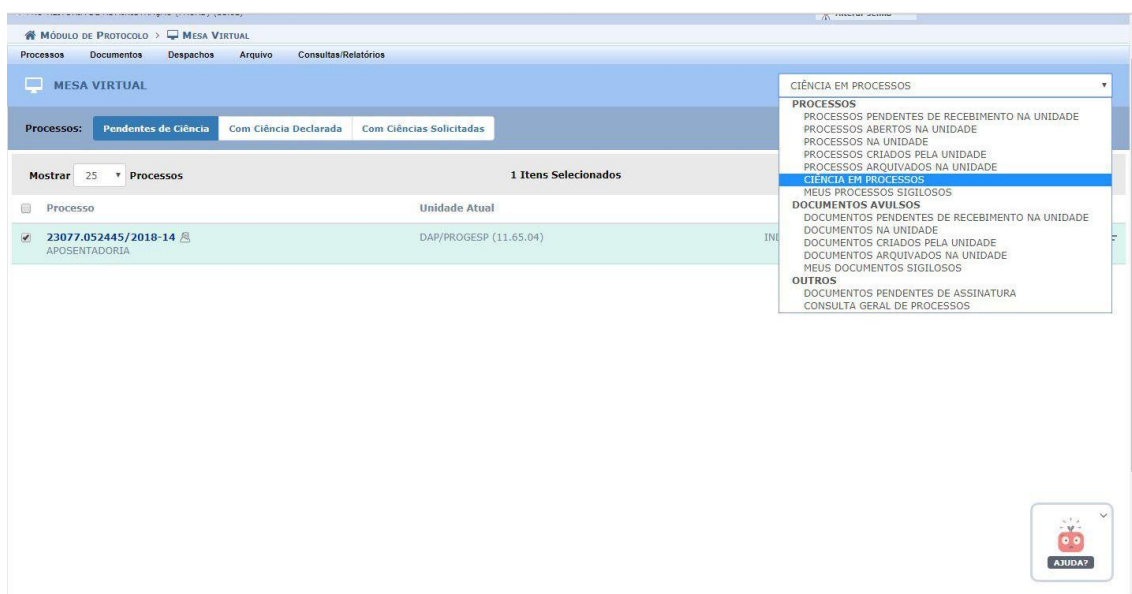 Alterar senha
MÓDULO DE PROTOCOLO > MESA VIRTUAL
Processos Documentos Despachos Arquivo Consultas/Relatórios
MESA VIRTUAL
CIÊNCIA EM PROCESSOS
Processos: Pendentes de Ciência Com Ciência Declarada Com Ciências Solicitadas
Mostrar 25 Processos
1 Itens Selecionados
Processo Unidade Atual
23077.052445/2018-14 DAP/PROGESP (11.65.04)
APOSENTADORIA
PROCESSOS
PROCESSOS PENDENTES DE RECEBIMENTO NA UNIDADE
PROCESSOS ABERTOS NA UNIDADE
PROCESSOS NA UNIDADE
PROCESSOS CRIADOS PELA UNIDADE
PROCESSOS ARQUIVADOS NA UNIDADE
CIÊNCIA EM PROCESSOS
MEUS PROCESSOS SIGILOSOS
DOCUMENTOS AVULSOS
DOCUMENTOS PENDENTES DE RECEBIMENTO NA UNIDADE
DOCUMENTOS NA UNIDADE
DOCUMENTOS CRIADOS PELA UNIDADE
DOCUMENTOS ARQUIVADOS NA UNIDADE
MEUS DOCUMENTOS SIGILOSOS
OUTROS
DOCUMENTOS PENDENTES DE ASSINATURA
CONSULTA GERAL DE PROCESSOS
AJUDA?